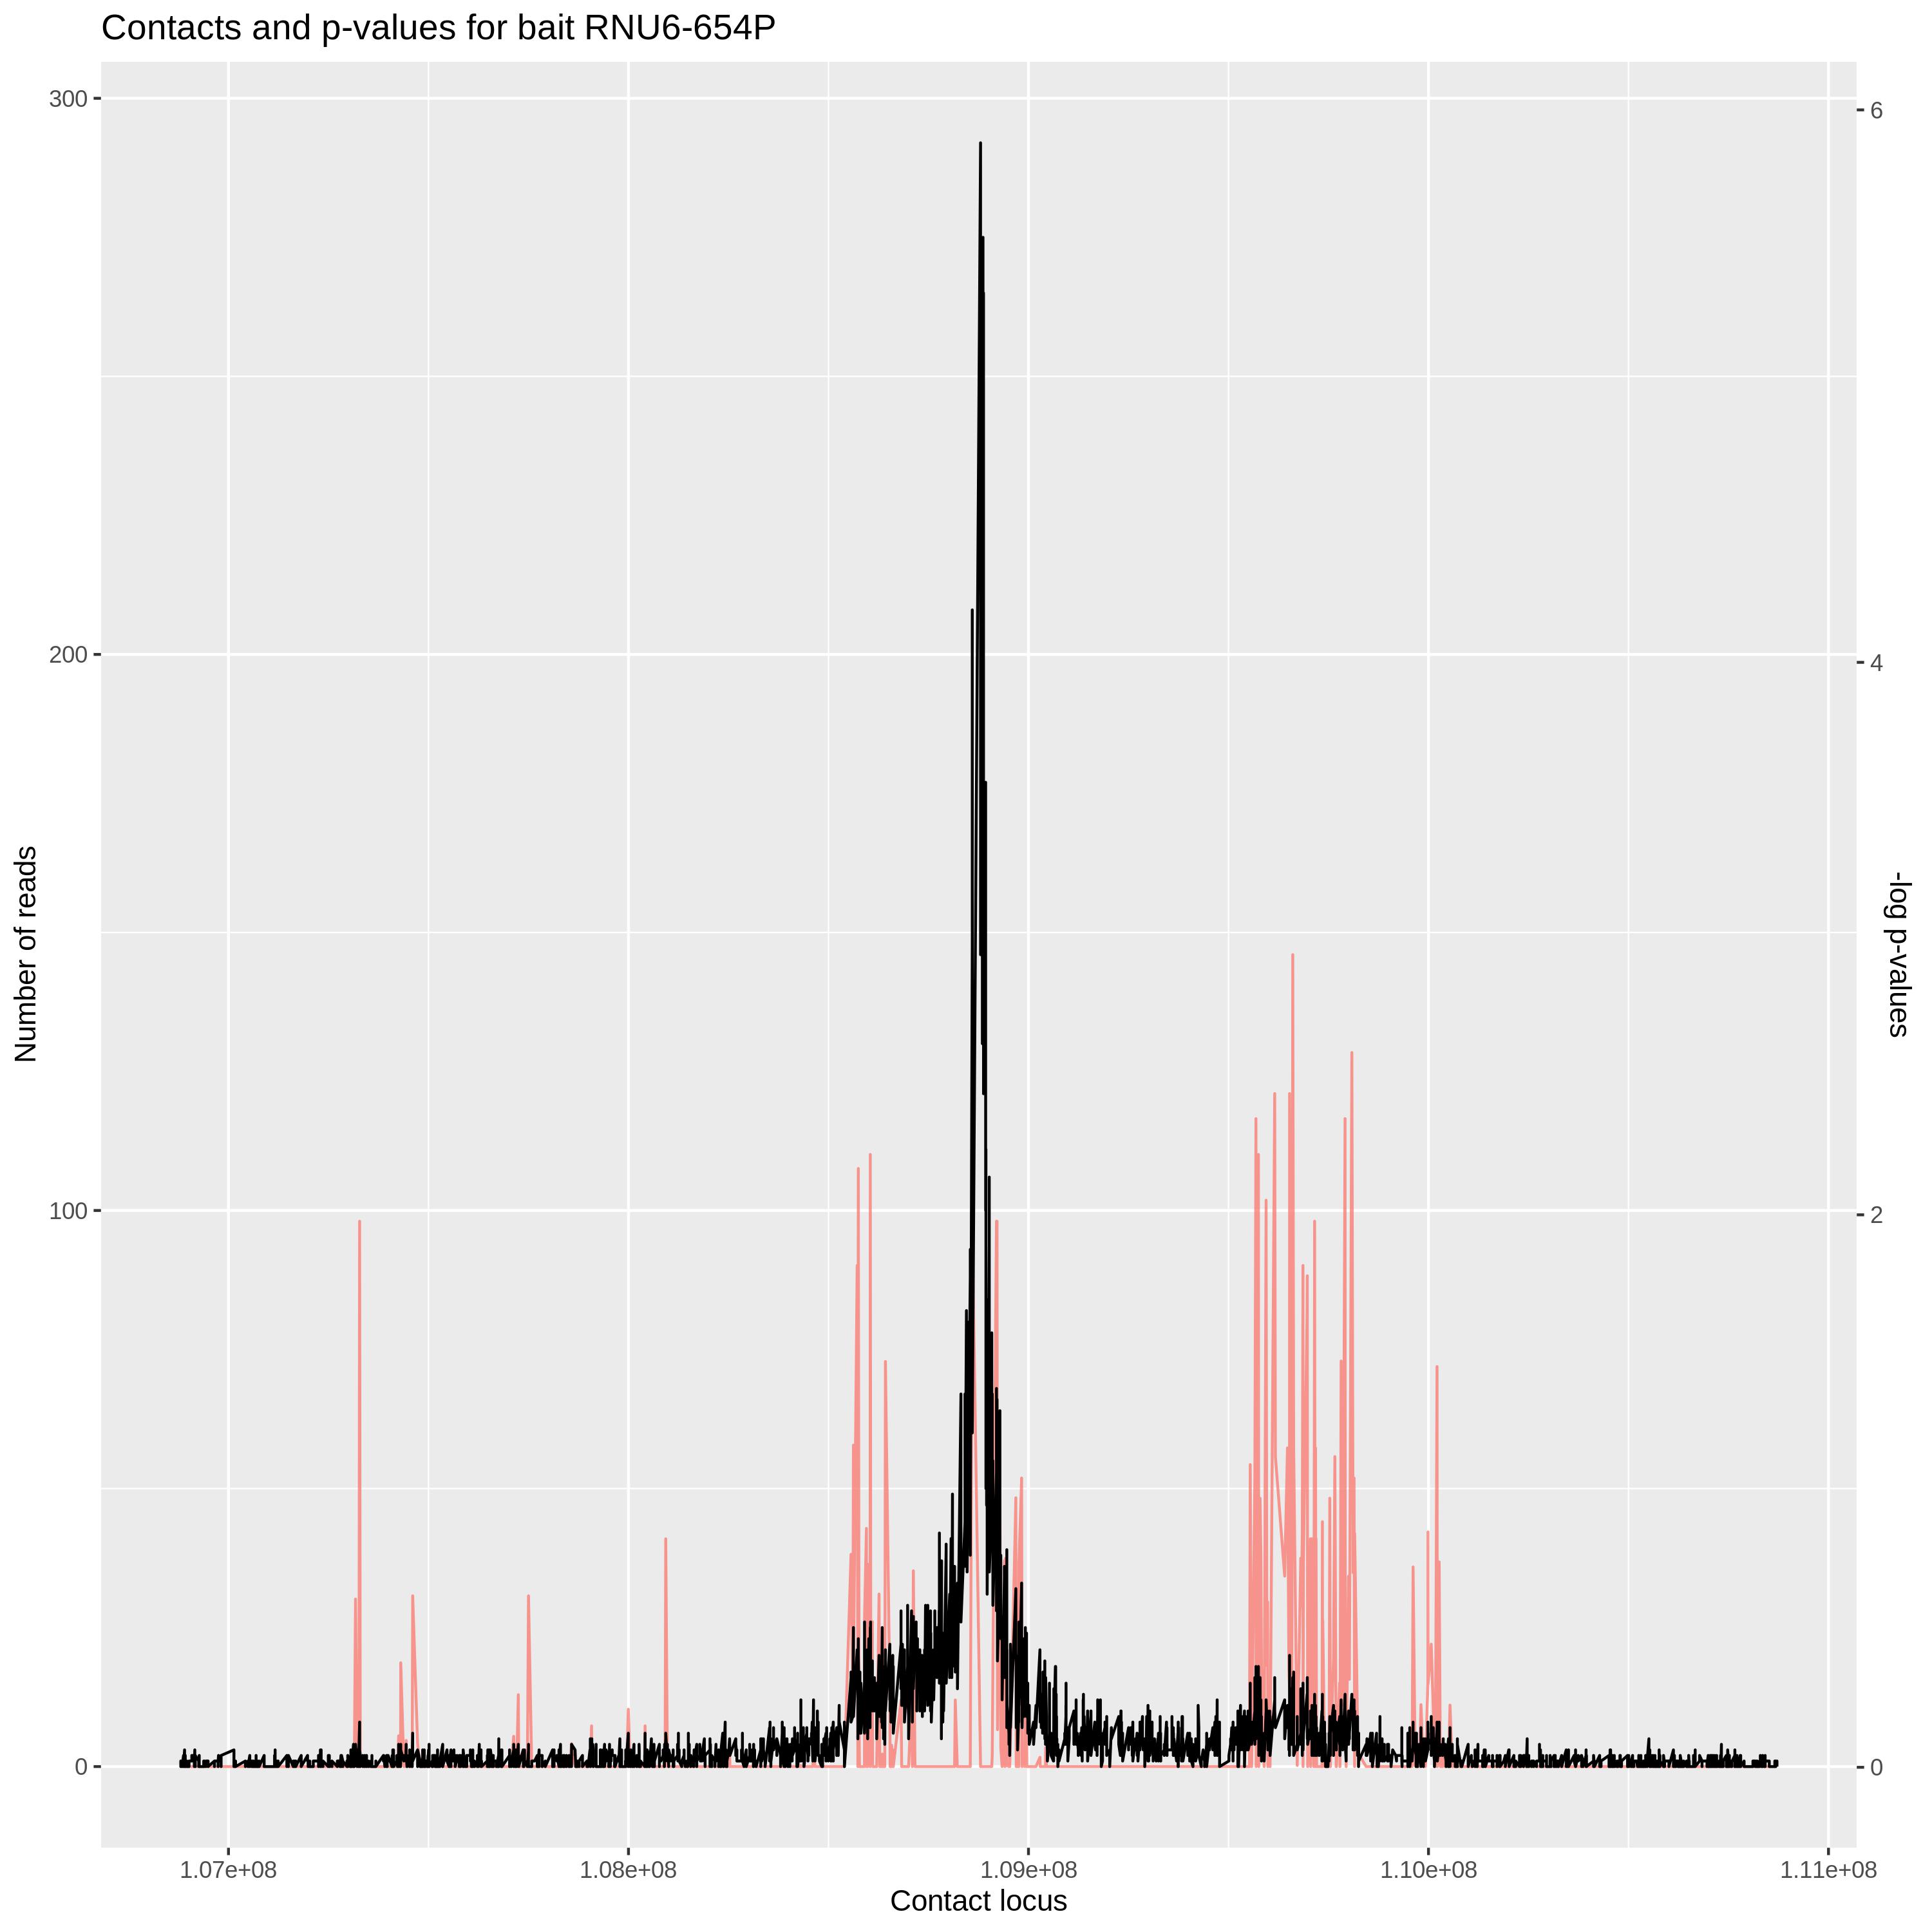 Contacts and p-values for bait RNU6-654P
300
200
100
0
6
4
2
0
Number of reads
-log p-values
1.07e+08 1.08e+08 1.09e+08 1.10e+08 1.11e+08
Contact locus